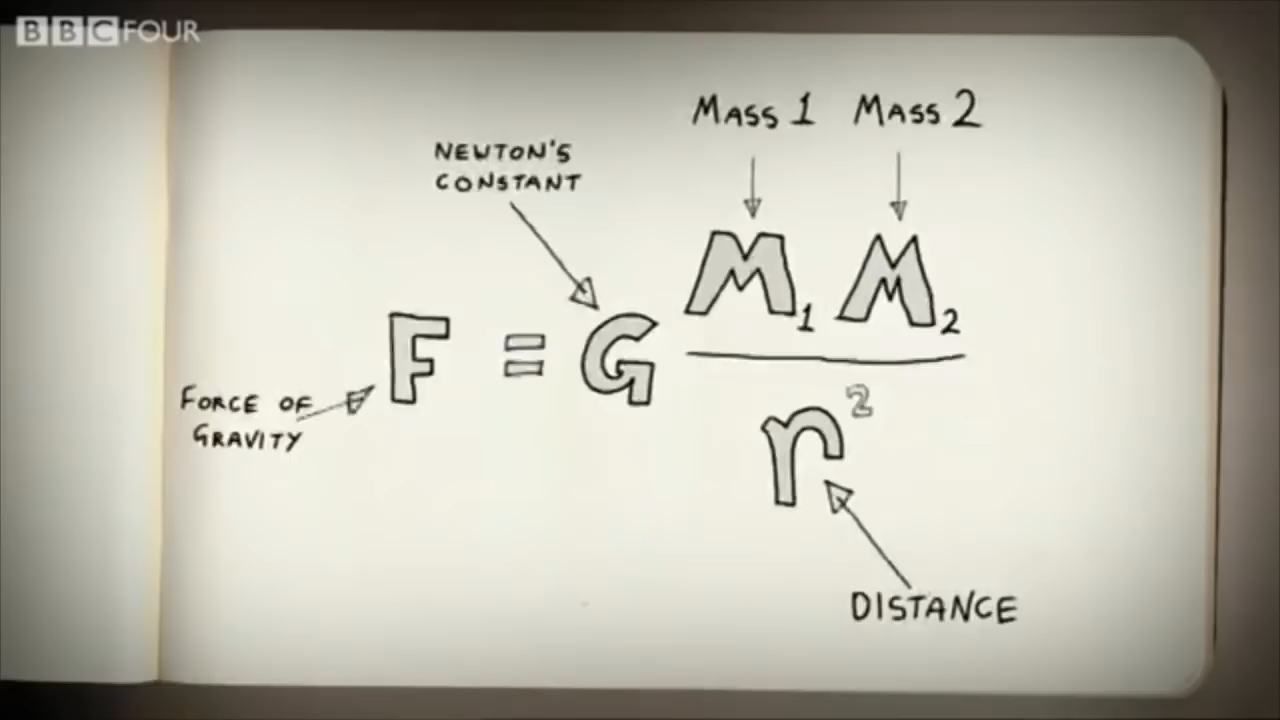 BBC FOUR
MASS 1 MASS 2
NEWTON'S
CONSTANT
M₁ M₂
F = G
r²
FORCE OF
GRAVITY
DISTANCE